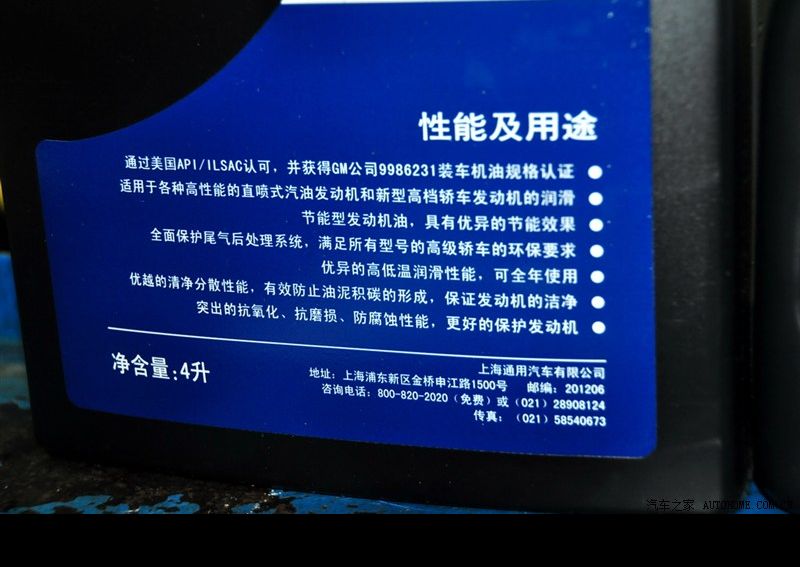 性能及用途
通过美国API/ILSAC认可，并获得GM公司9986231装车机油规格认证 ●
适用于各种高性能的直喷式汽油发动机和新型高档轿车发动机的润滑 ●
节能型发动机油，具有优异的节能效果 ●
全面保护尾气后处理系统，满足所有型号的高级轿车的环保要求 ●
优异的高低温润滑性能，可全年使用 ●
优越的清净分散性能，有效防止油泥积碳的形成，保证发动机的洁净 ●
突出的抗氧化、抗磨损、防腐蚀性能，更好的保护发动机 ●
净含量:4升
上海通用汽车有限公司
地址：上海浦东新区金桥申江路1500号 邮编：201206
咨询电话：800-820-2020（免费）或（021）28908124
传真：（021）58540673
汽车之家 AUTOHOME.COM.CN